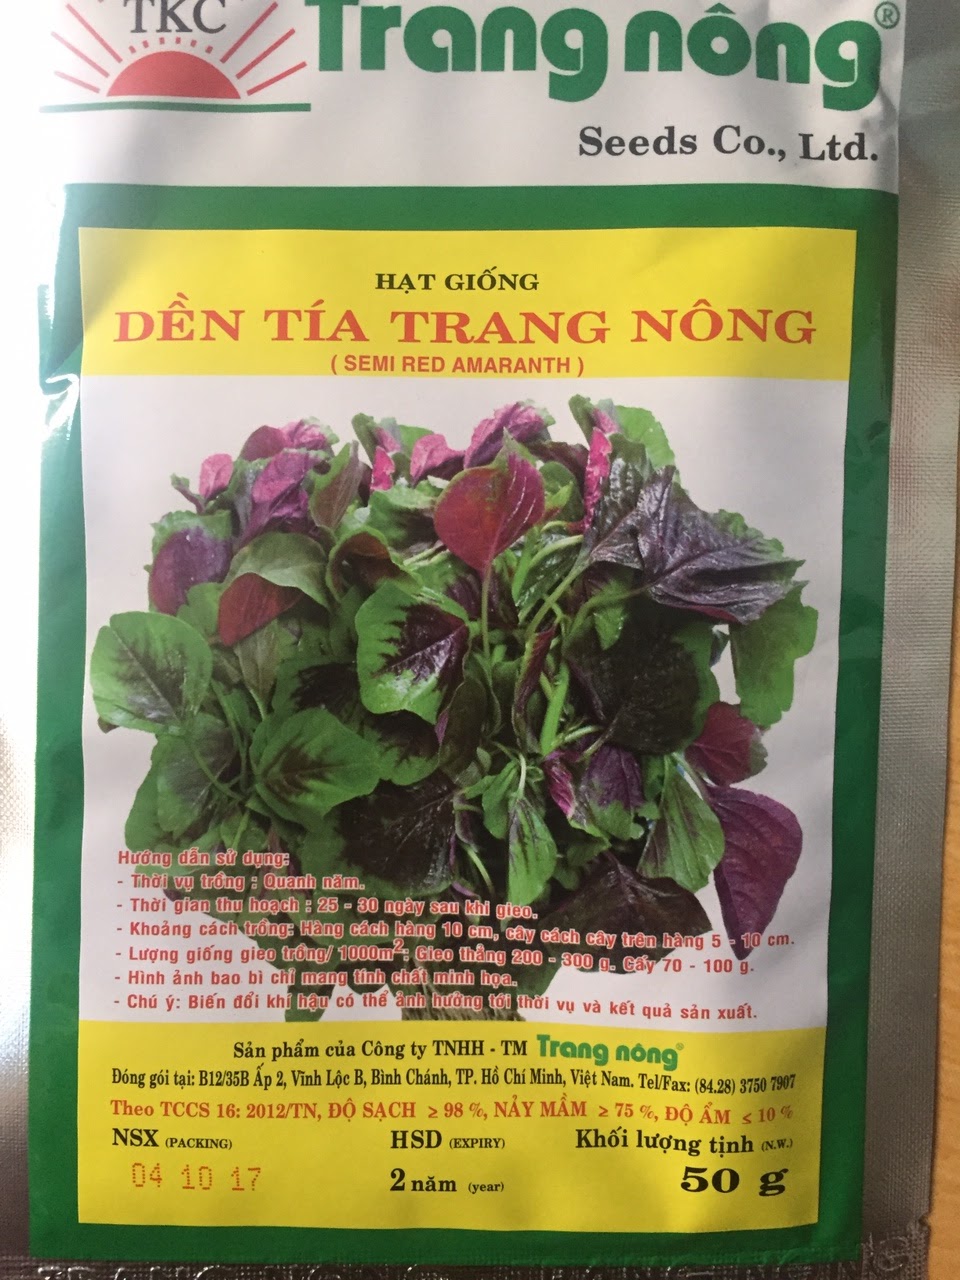 TKC
Trang nông®
Seeds Co., Ltd.
HẠT GIỐNG
DỀN TÍA TRANG NÔNG
( SEMI RED AMARANTH )
Hướng dẫn sử dụng:
- Thời vụ trồng : Quanh năm.
- Thời gian thu hoạch : 25 - 30 ngày sau khi gieo.
- Khoảng cách trồng: Hàng cách hàng 10 cm, cây cách cây trên hàng 5 - 10 cm.
- Lượng giống gieo trồng/ 1000m²: Gieo thẳng 200 - 300 g. Cấy 70 - 100 g.
- Hình ảnh bao bì chỉ mang tính chất minh họa.
- Chú ý: Biến đổi khí hậu có thể ảnh hưởng tới thời vụ và kết quả sản xuất.
Sản phẩm của Công ty TNHH - TM Trang nông®
Đóng gói tại: B12/35B Ấp 2, Vĩnh Lộc B, Bình Chánh, TP. Hồ Chí Minh, Việt Nam. Tel/Fax: (84.28) 3750 7907
Theo TCCS 16: 2012/TN, ĐỘ SẠCH ≥ 98 %, NẢY MẦM ≥ 75 %, ĐỘ ẨM ≤ 10 %
NSX (PACKING) HSD (EXPIRY) Khối lượng tịnh (N.W.)
04 10 17 2 năm (year) 50 g